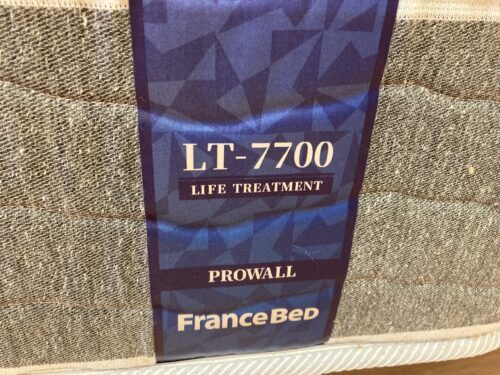 LT-7700
LIFE TREATMENT
PROWALL
FranceBeD